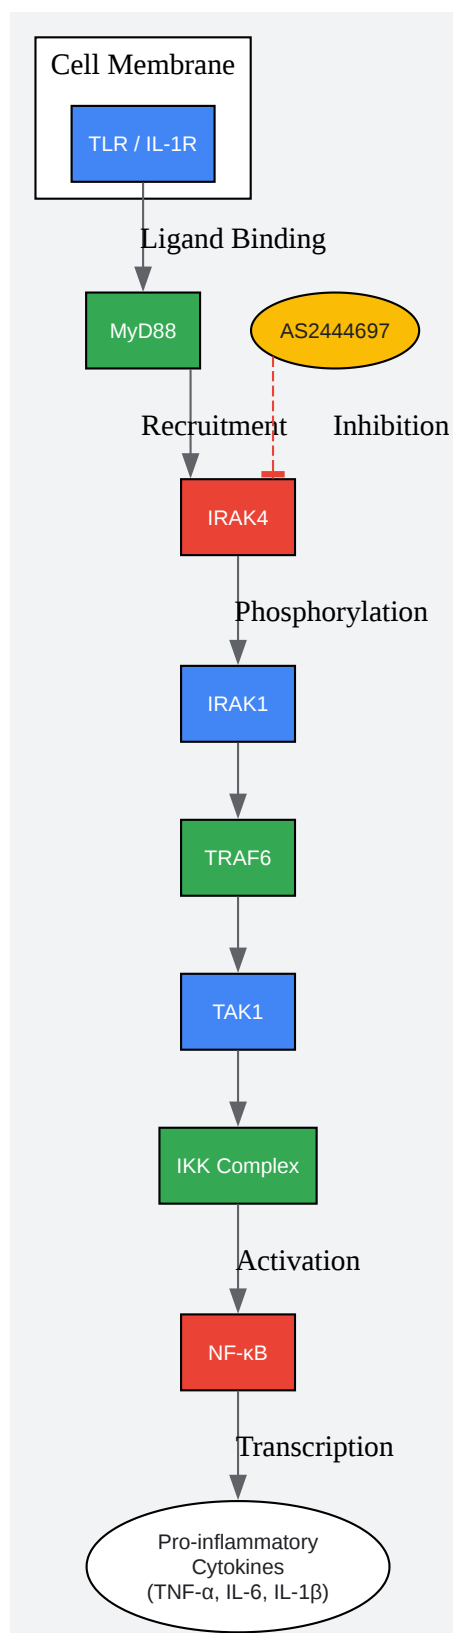 Cell Membrane
TLR / IL-1R
Ligand Binding
MyD88
AS2444697
Recruitment
Inhibition
IRAK4
Phosphorylation
IRAK1
TRAF6
TAK1
IKK Complex
Activation
NF-κB
Transcription
Pro-inflammatory
Cytokines
(TNF-α, IL-6, IL-1β)